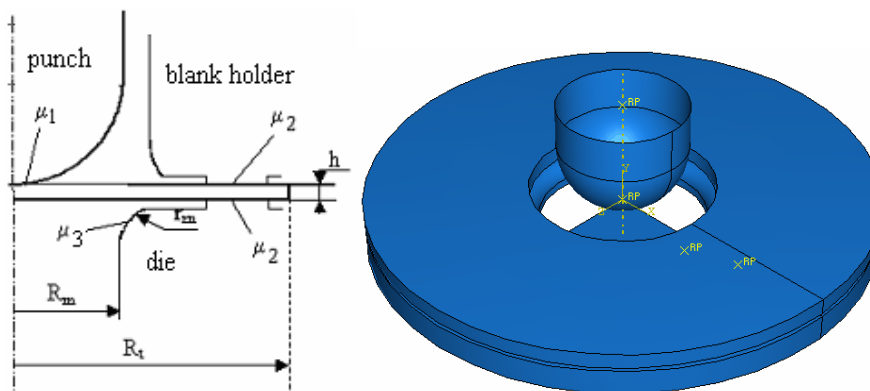 punch
blank holder
μ₁
μ₂
h
rₘ
μ₃
μ₂
die
Rₘ
Rₜ
RP
Y
RP
Z
X
RP
RP